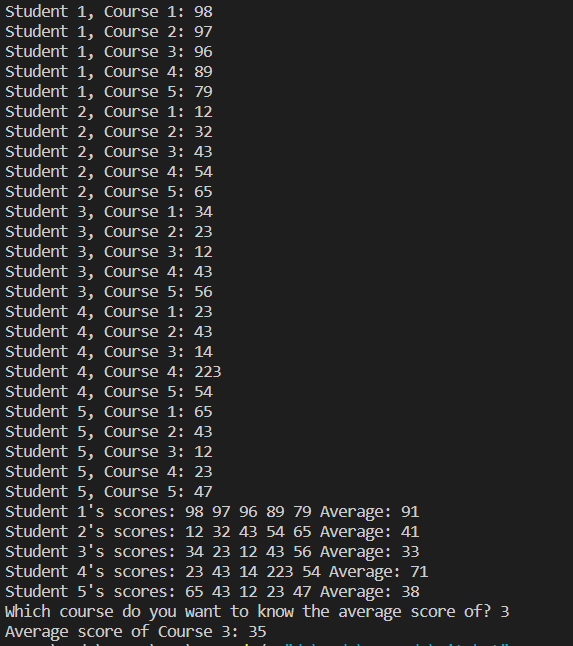 Student 1, Course 1: 98
Student 1, Course 2: 97
Student 1, Course 3: 96
Student 1, Course 4: 89
Student 1, Course 5: 79
Student 2, Course 1: 12
Student 2, Course 2: 32
Student 2, Course 3: 43
Student 2, Course 4: 54
Student 2, Course 5: 65
Student 3, Course 1: 34
Student 3, Course 2: 23
Student 3, Course 3: 12
Student 3, Course 4: 43
Student 3, Course 5: 56
Student 4, Course 1: 23
Student 4, Course 2: 43
Student 4, Course 3: 14
Student 4, Course 4: 223
Student 4, Course 5: 54
Student 5, Course 1: 65
Student 5, Course 2: 43
Student 5, Course 3: 12
Student 5, Course 4: 23
Student 5, Course 5: 47
Student 1's scores: 98 97 96 89 79 Average: 91
Student 2's scores: 12 32 43 54 65 Average: 41
Student 3's scores: 34 23 12 43 56 Average: 33
Student 4's scores: 23 43 14 223 54 Average: 71
Student 5's scores: 65 43 12 23 47 Average: 38
Which course do you want to know the average score of? 3
Average score of Course 3: 35